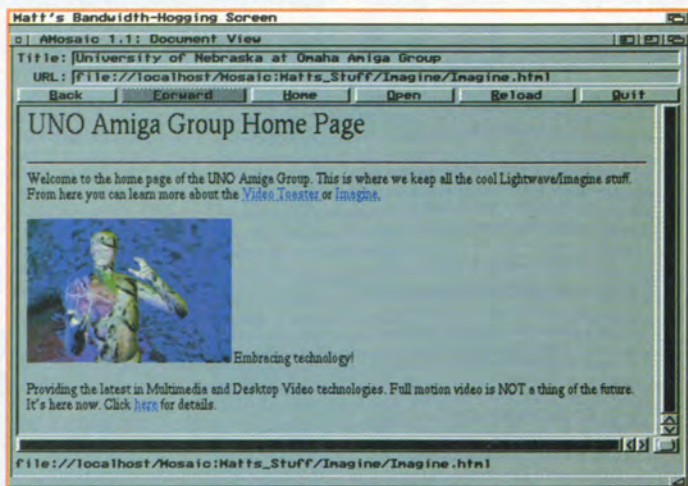 Matt's Bandwidth-Hogging Screen
AMosaic 1.1: Document View
Title: University of Nebraska at Omaha Amiga Group
URL: file://localhost/Mosaic:Matts_Stuff/Imagine/Imagine.html
Back Forward Home Open Reload Quit
UNO Amiga Group Home Page
Welcome to the home page of the UNO Amiga Group. This is where we keep all the cool Lightwave/Imagine stuff.
From here you can learn more about the Video Toaster or Imagine.
Embracing technology!
Providing the latest in Multimedia and Desktop Video technologies. Full motion video is NOT a thing of the future.
It's here now. Click here for details.
file://localhost/Mosaic:Matts_Stuff/Imagine/Imagine.html